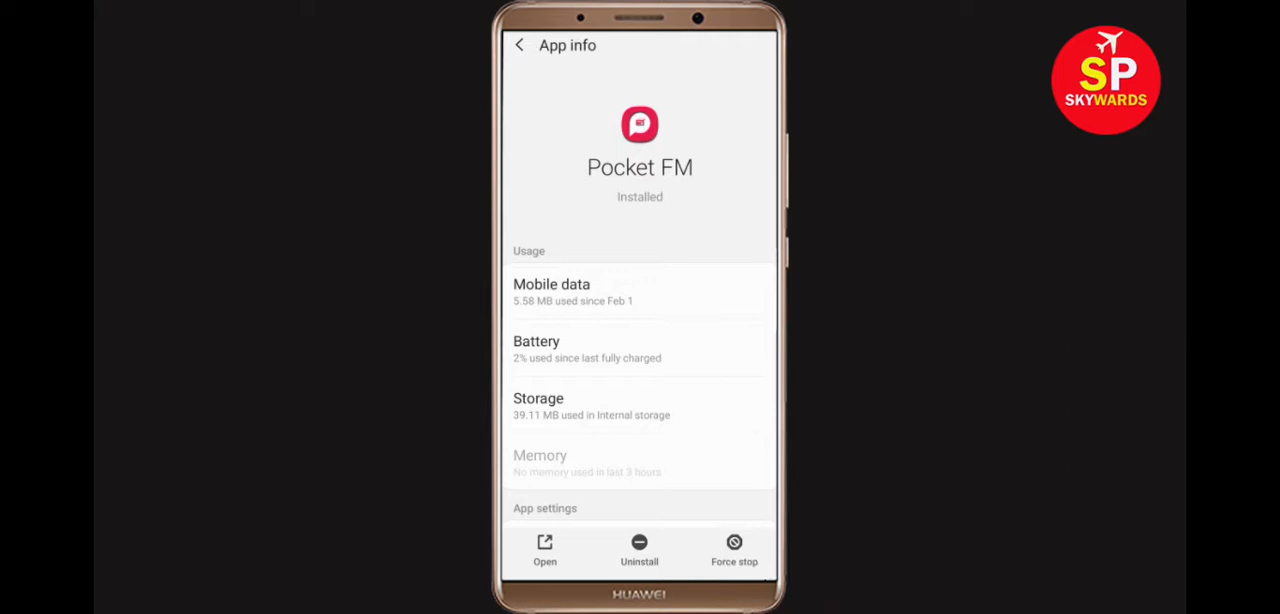 App info
Pocket FM
Installed
Usage
Mobile data
5.58 MB used since Feb 1
Battery
2% used since last fully charged
Storage
39.11 MB used in Internal storage
Memory
No memory used in last 3 hours
App settings
Open
Uninstall
Force stop
HUAWEI
SP
SKYWARDS